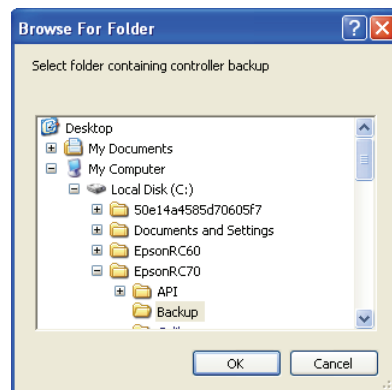 Browse For Folder
Select folder containing controller backup
Desktop
My Documents
My Computer
Local Disk (C:)
50e14a4585d70605f7
Documents and Settings
EpsonRC60
EpsonRC70
API
Backup
OK Cancel